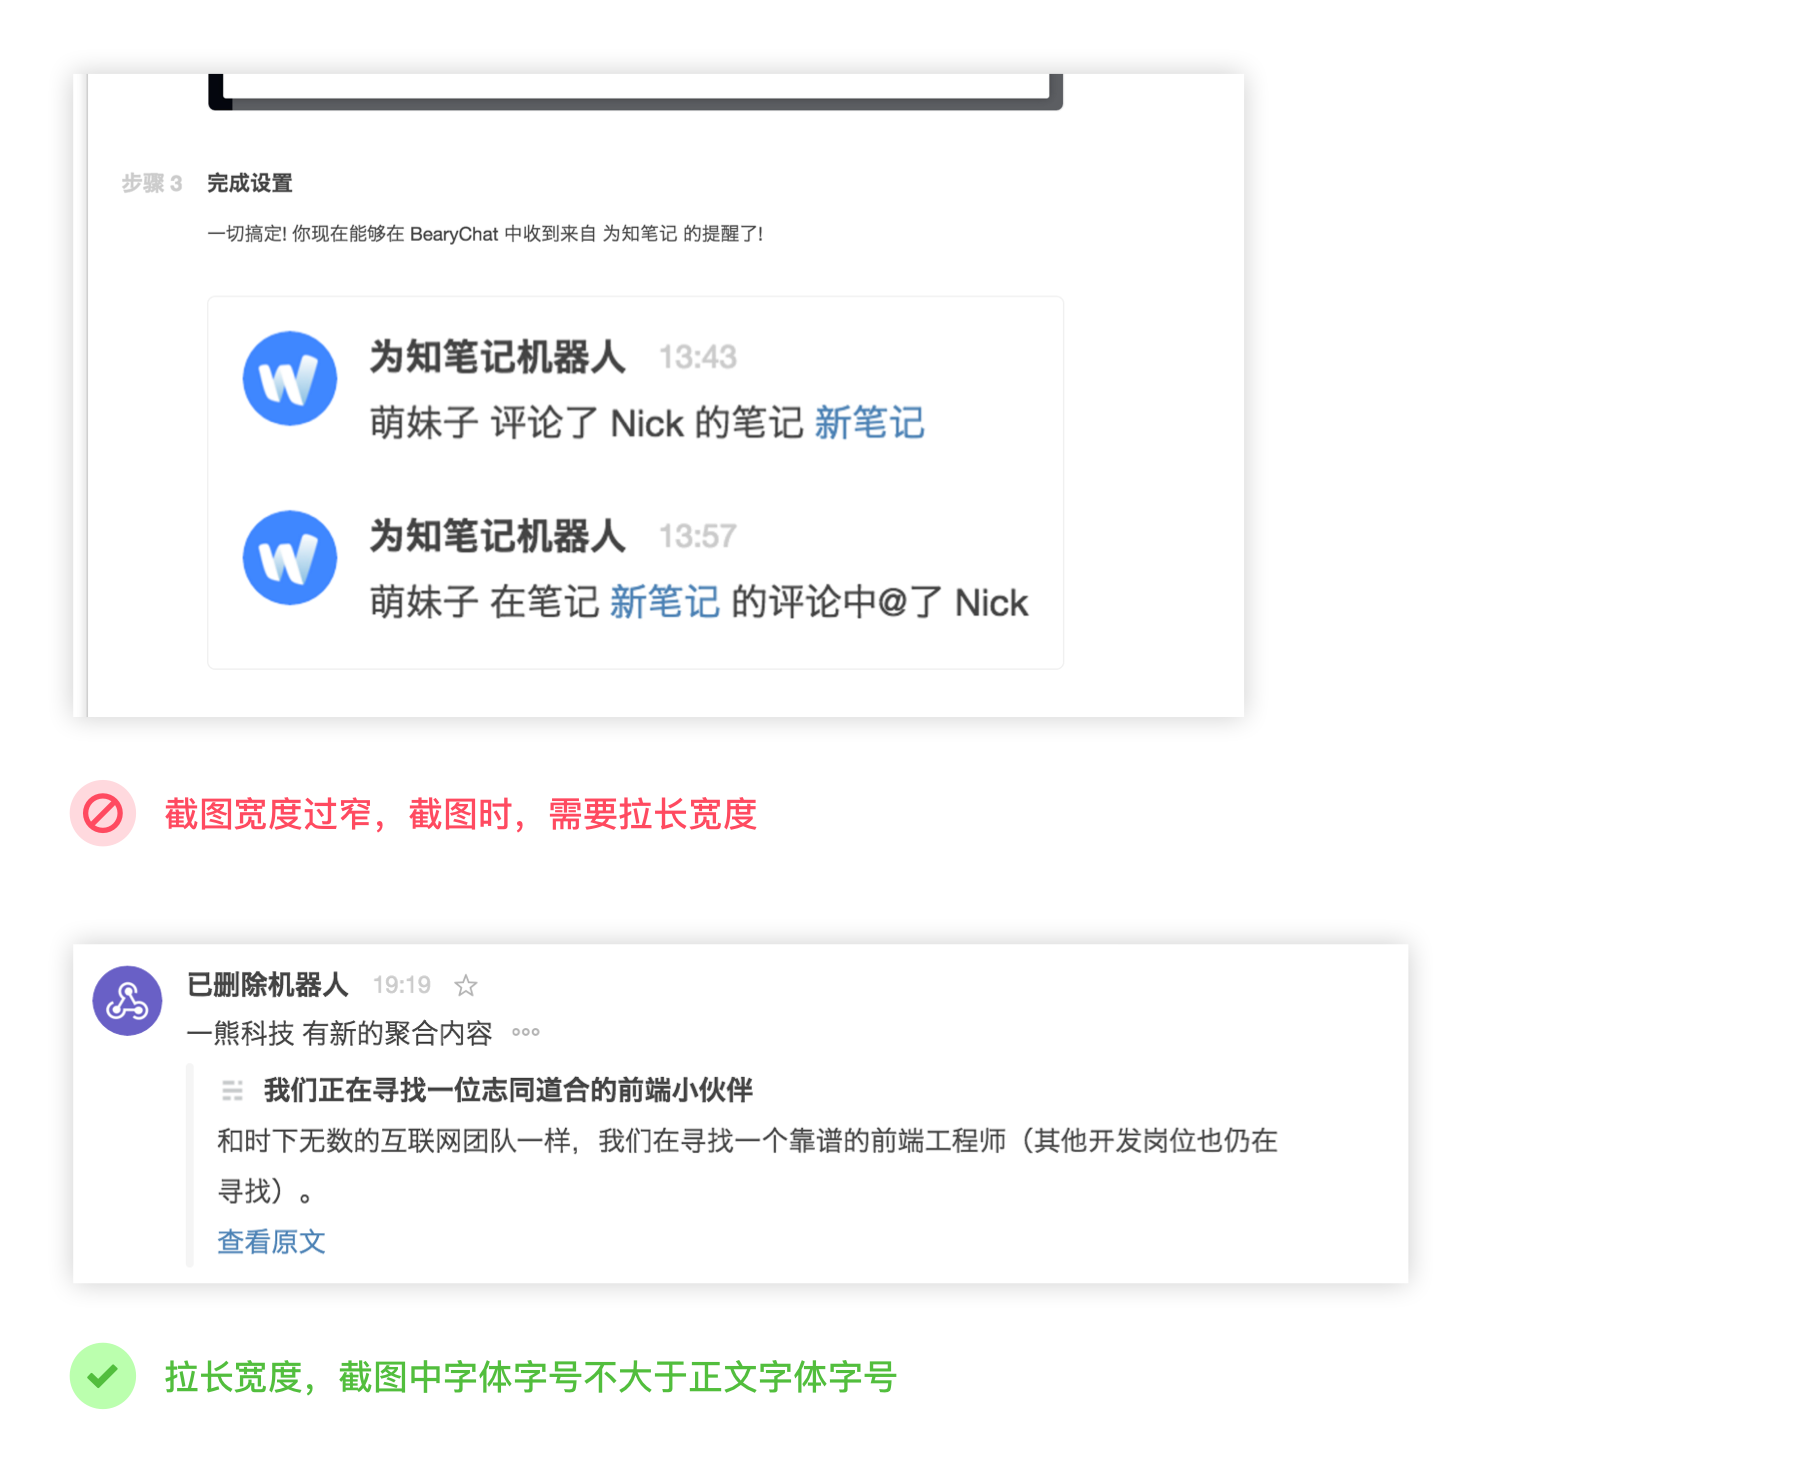 步骤 3 完成设置
一切搞定! 你现在能够在 BearyChat 中收到来自 为知笔记 的提醒了!
为知笔记机器人 13:43
萌妹子 评论了 Nick 的笔记 新笔记
为知笔记机器人 13:57
萌妹子 在笔记 新笔记 的评论中@了 Nick
截图宽度过窄，截图时，需要拉长宽度
已删除机器人 19:19
一熊科技 有新的聚合内容
我们正在寻找一位志同道合的前端小伙伴
和时下无数的互联网团队一样，我们在寻找一个靠谱的前端工程师（其他开发岗位也仍在
寻找）。
查看原文
拉长宽度，截图中字体字号不大于正文字体字号